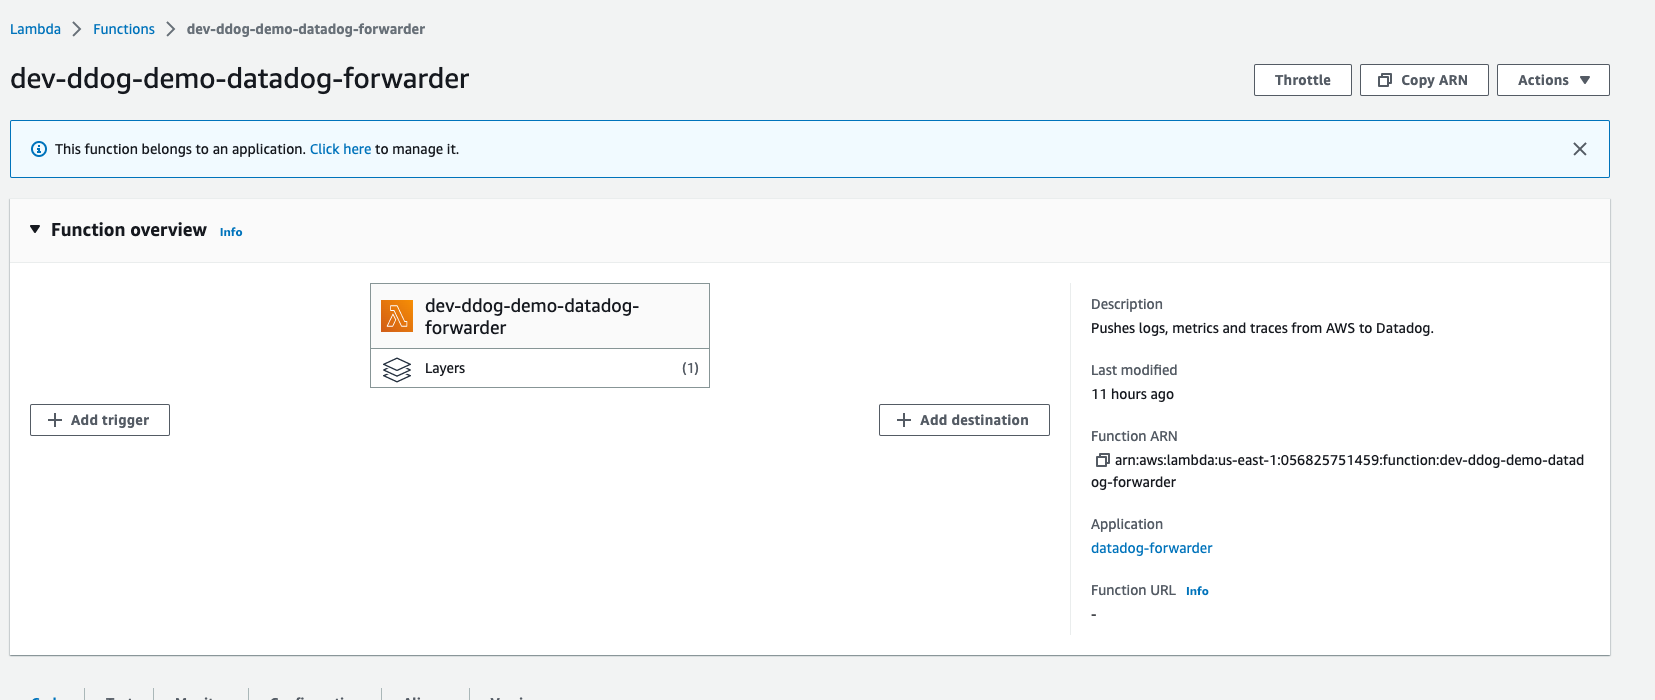 Lambda > Functions > dev-ddog-demo-datadog-forwarder
dev-ddog-demo-datadog-forwarder
Throttle
Copy ARN
Actions
This function belongs to an application. Click here to manage it.
Function overview Info
dev-ddog-demo-datadog-
forwarder
Layers (1)
Add trigger
Add destination
Description
Pushes logs, metrics and traces from AWS to Datadog.
Last modified
11 hours ago
Function ARN
arn:aws:lambda:us-east-1:056825751459:function:dev-ddog-demo-datad
og-forwarder
Application
datadog-forwarder
Function URL Info
-